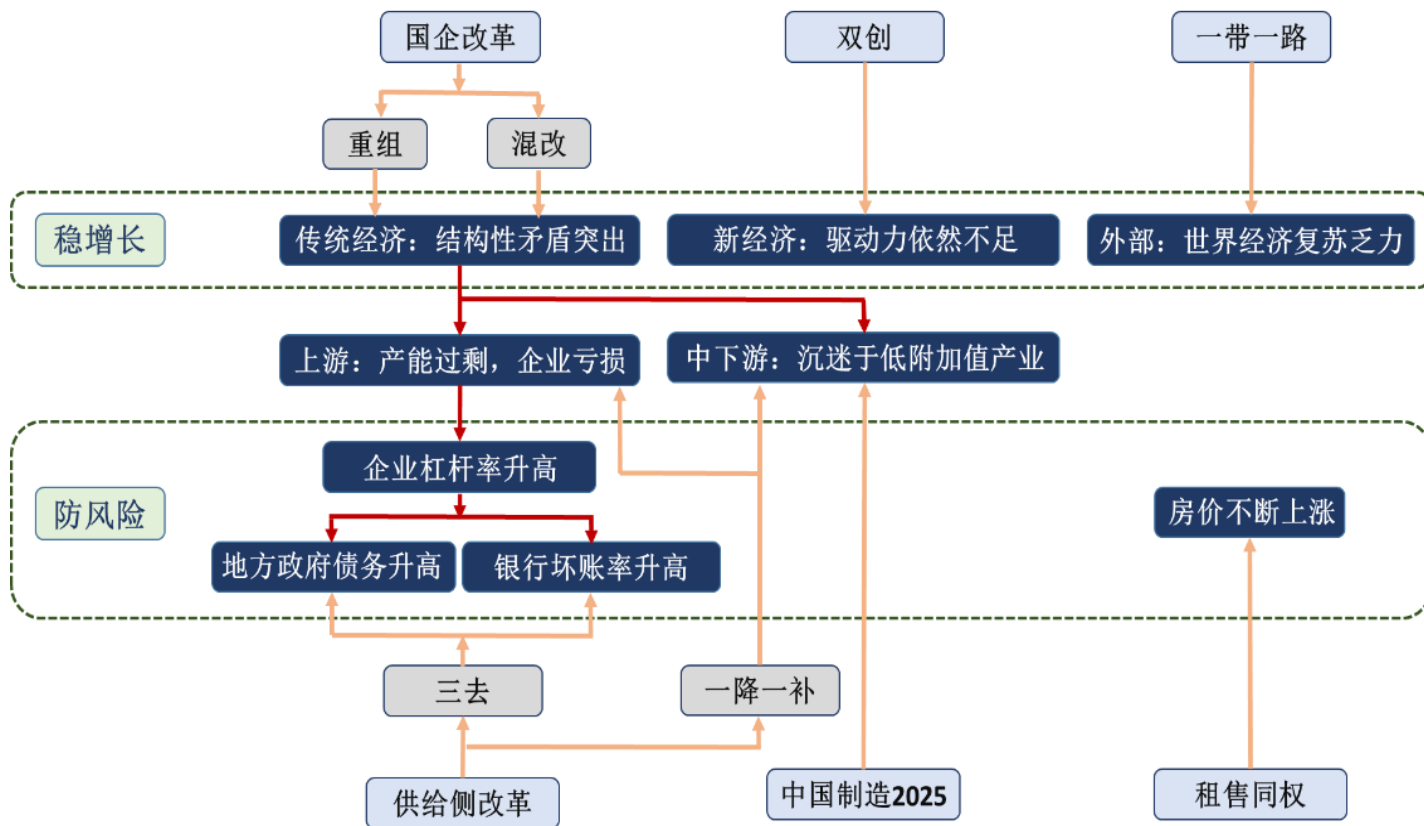 国企改革
双创
一带一路
重组
混改
稳增长
传统经济：结构性矛盾突出
新经济：驱动力依然不足
外部：世界经济复苏乏力
上游：产能过剩，企业亏损
中下游：沉迷于低附加值产业
企业杠杆率升高
防风险
房价不断上涨
地方政府债务升高
银行坏账率升高
三去
一降一补
供给侧改革
中国制造2025
租售同权